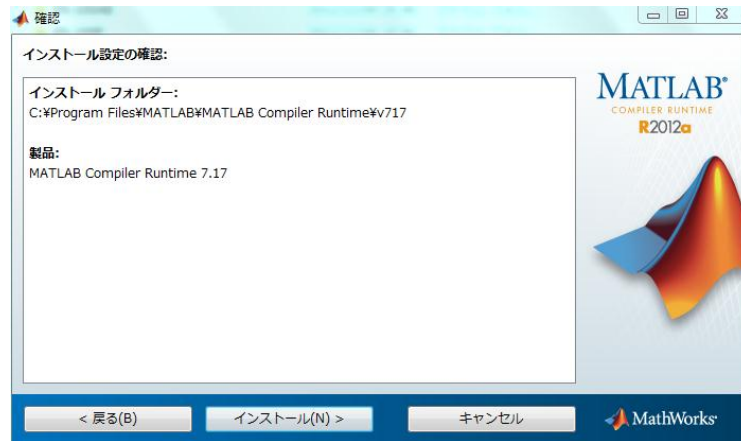 確認
インストール設定の確認:
インストール フォルダー:
C:¥Program Files¥MATLAB¥MATLAB Compiler Runtime¥v717
製品:
MATLAB Compiler Runtime 7.17
MATLAB®
COMPILER RUNTIME
R2012a
< 戻る(B)
インストール(N) >
キャンセル
MathWorks®